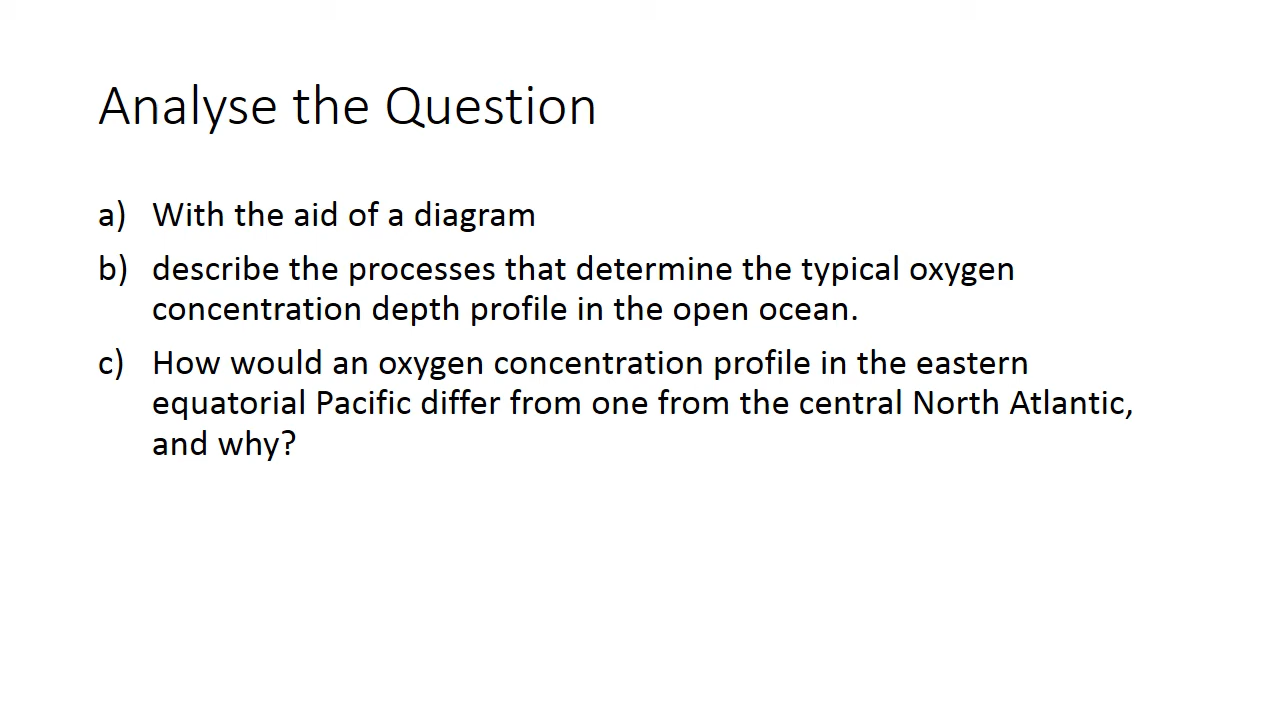 Analyse the Question
a) With the aid of a diagram
b) describe the processes that determine the typical oxygen
concentration depth profile in the open ocean.
c) How would an oxygen concentration profile in the eastern
equatorial Pacific differ from one from the central North Atlantic,
and why?